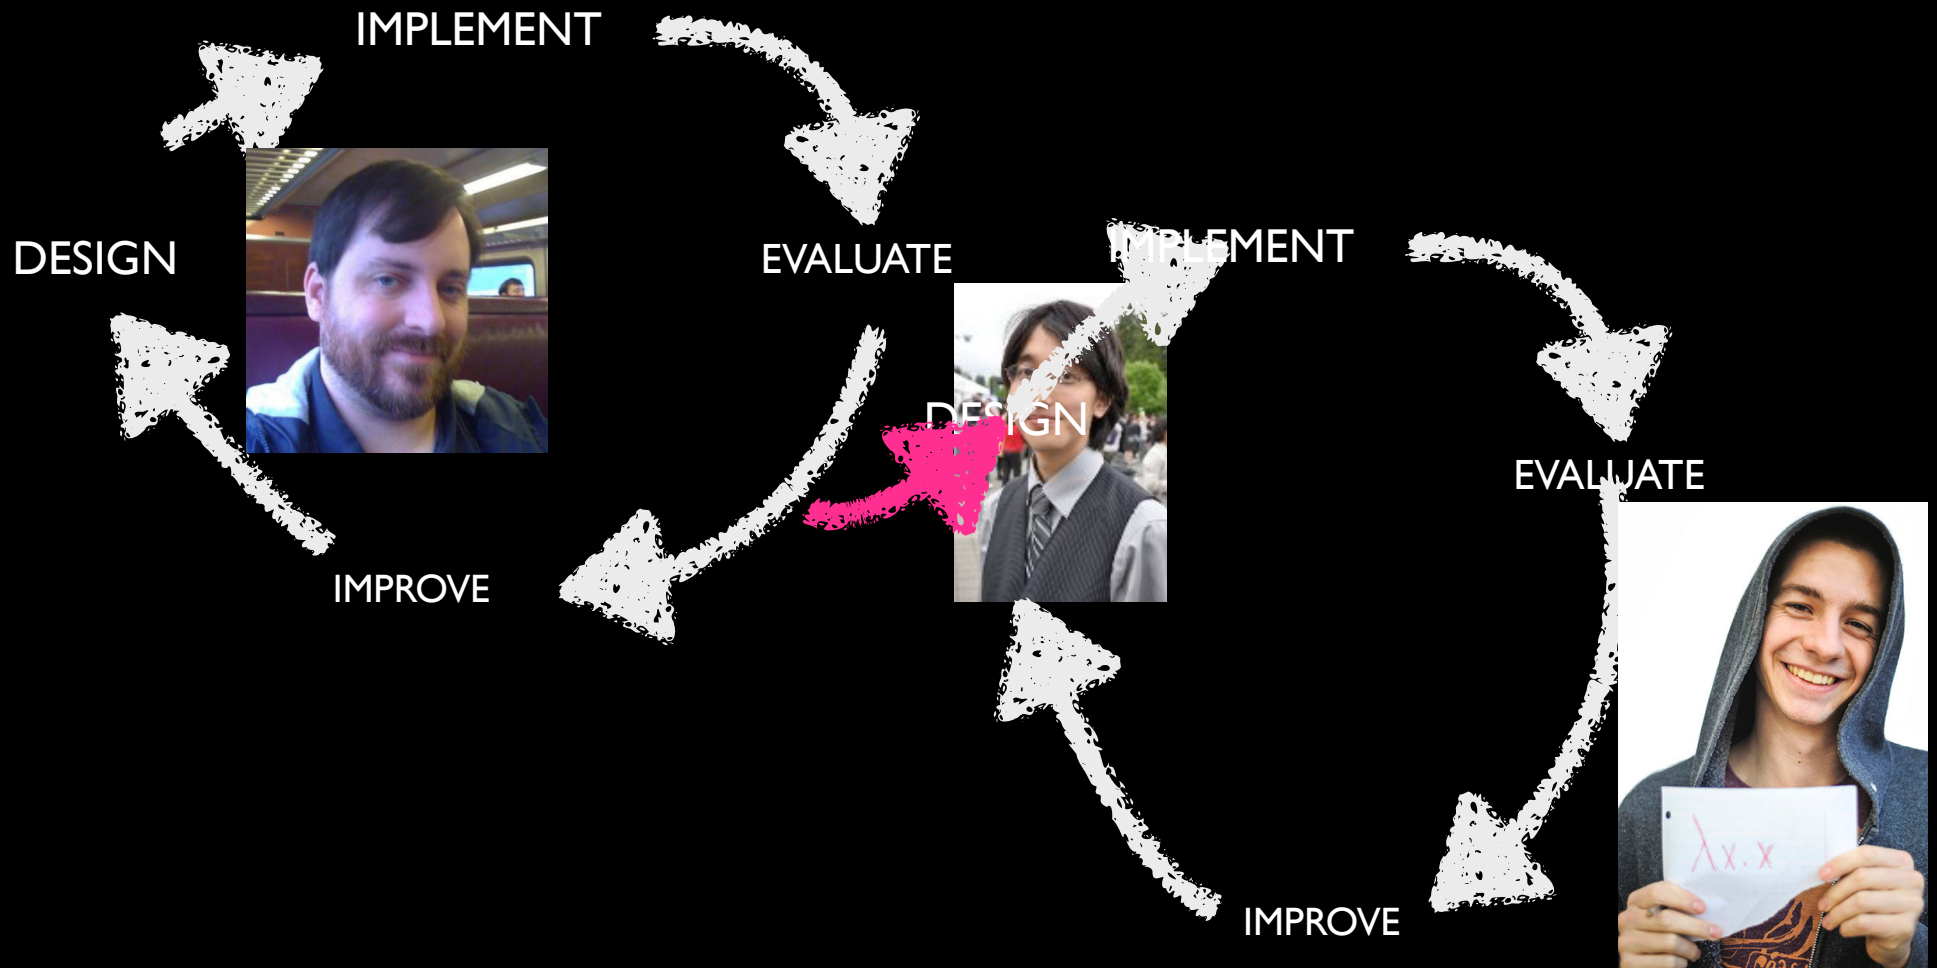 IMPLEMENT
DESIGN
EVALUATE
IMPROVE
IMPLEMENT
DESIGN
EVALUATE
IMPROVE
λx.x